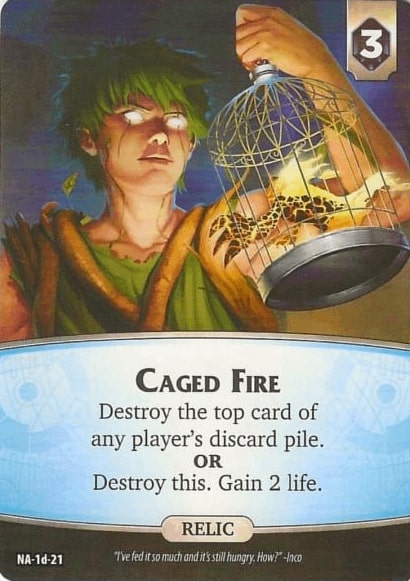 3
CAGED FIRE
Destroy the top card of
any player's discard pile.
OR
Destroy this. Gain 2 life.
RELIC
NA-1d-21
"I've fed it so much and it's still hungry. How?" -Inco